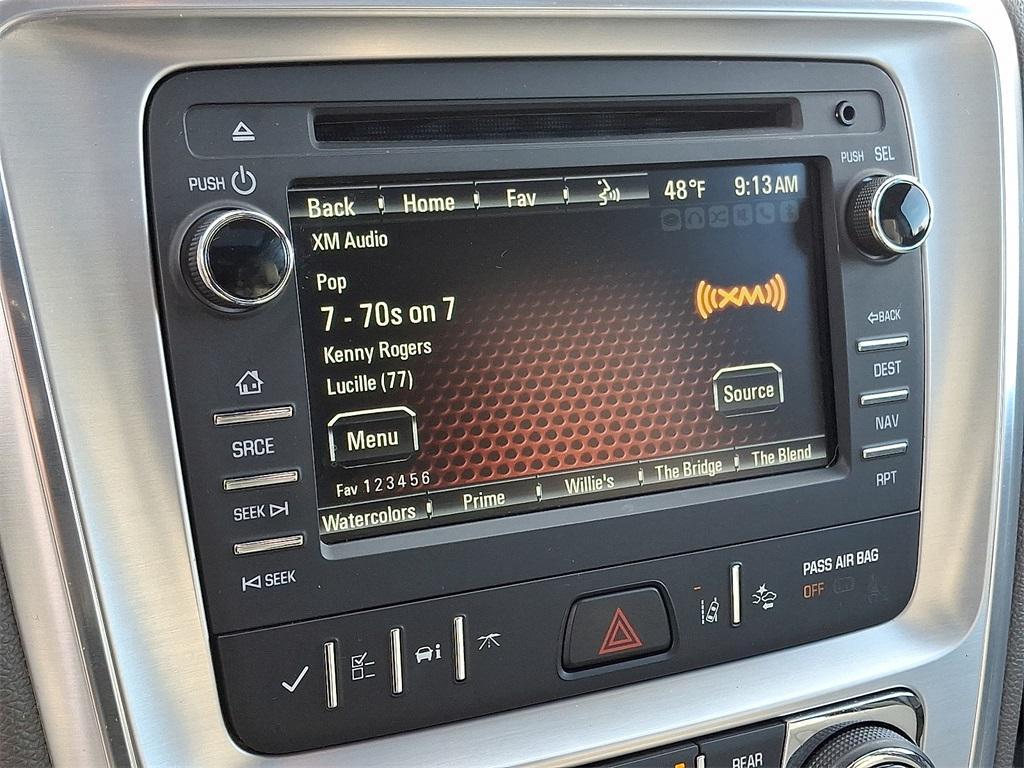 PUSH
PUSH SEL
Back Home Fav 48°F 9:13 AM
XM Audio
Pop
7 - 70s on 7
XM
Kenny Rogers
Lucille (77)
Menu
Source
Fav 1 2 3 4 5 6
Watercolors Prime Willie's The Bridge The Blend
SRCE
SEEK
SEEK
BACK
DEST
NAV
RPT
PASS AIR BAG
OFF
i
REAR